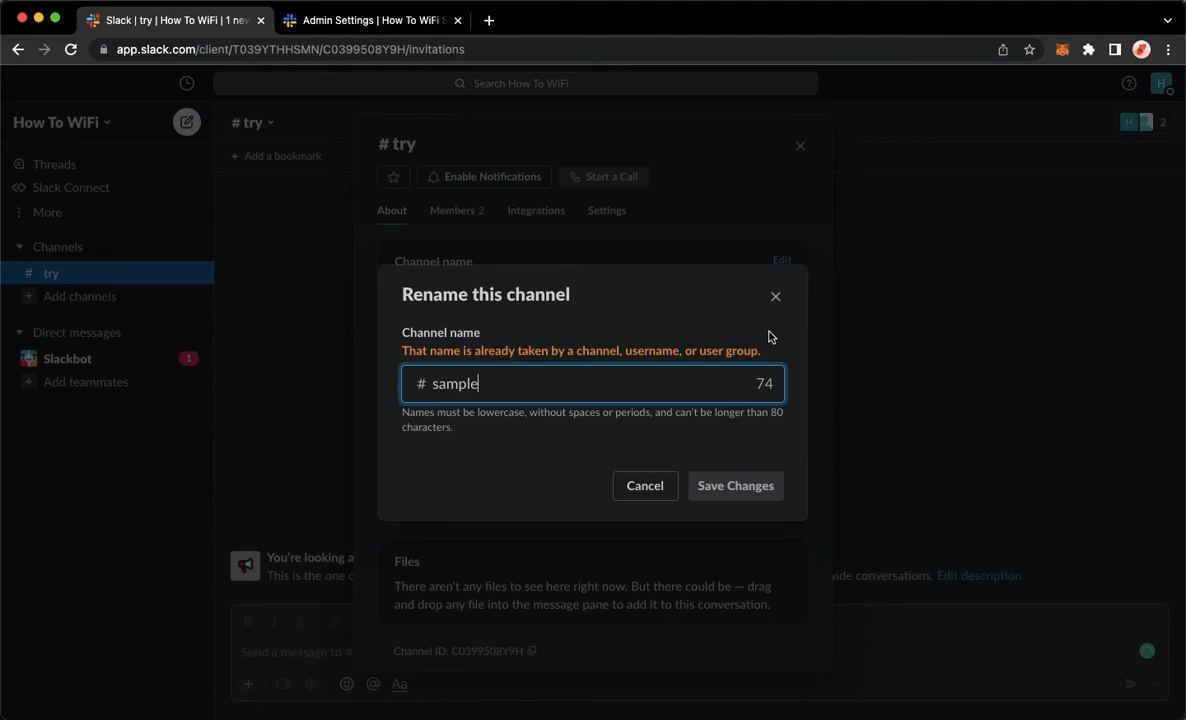 Slack | try | How To WiFi | 1 new
Admin Settings | How To WiFi S
app.slack.com/client/T039YTHHSMN/C0399508Y9H/invitations
Search How To WiFi
H
How To WiFi
# try
H 2
+ Add a bookmark
Threads
Slack Connect
More
Channels
# try
+ Add channels
Direct messages
Slackbot 1
+ Add teammates
# try
Enable Notifications
Start a Call
About
Members 2
Integrations
Settings
Channel name
Edit
Rename this channel
Channel name
That name is already taken by a channel, username, or user group.
# sample 74
Names must be lowercase, without spaces or periods, and can't be longer than 80
characters.
Cancel
Save Changes
You're looking a
This is the one c
wide conversations. Edit description
Files
There aren't any files to see here right now. But there could be — drag
and drop any file into the message pane to add it to this conversation.
Channel ID: C0399508Y9H
B I S
Send a message to #
+ @ Aa